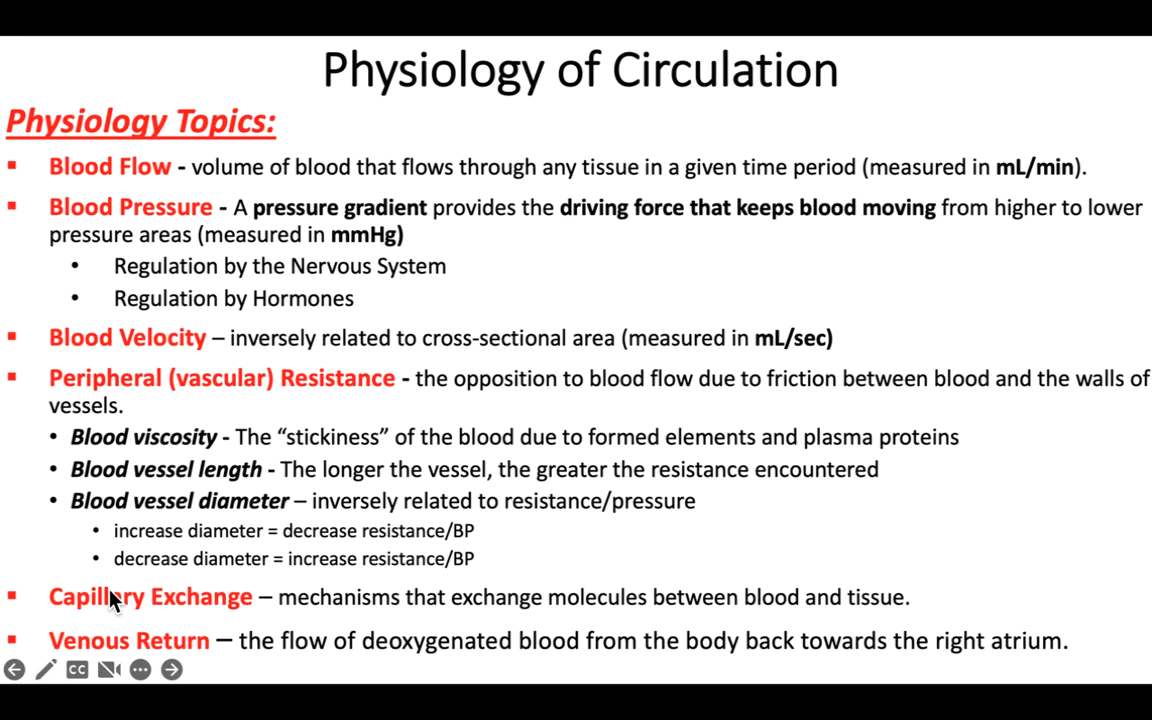 Physiology of Circulation
Physiology Topics:
▪ Blood Flow - volume of blood that flows through any tissue in a given time period (measured in mL/min).
▪ Blood Pressure - A pressure gradient provides the driving force that keeps blood moving from higher to lower
pressure areas (measured in mmHg)
• Regulation by the Nervous System
• Regulation by Hormones
▪ Blood Velocity – inversely related to cross-sectional area (measured in mL/sec)
▪ Peripheral (vascular) Resistance - the opposition to blood flow due to friction between blood and the walls of
vessels.
• Blood viscosity - The “stickiness” of the blood due to formed elements and plasma proteins
• Blood vessel length - The longer the vessel, the greater the resistance encountered
• Blood vessel diameter – inversely related to resistance/pressure
• increase diameter = decrease resistance/BP
• decrease diameter = increase resistance/BP
▪ Capillary Exchange – mechanisms that exchange molecules between blood and tissue.
▪ Venous Return – the flow of deoxygenated blood from the body back towards the right atrium.
CC